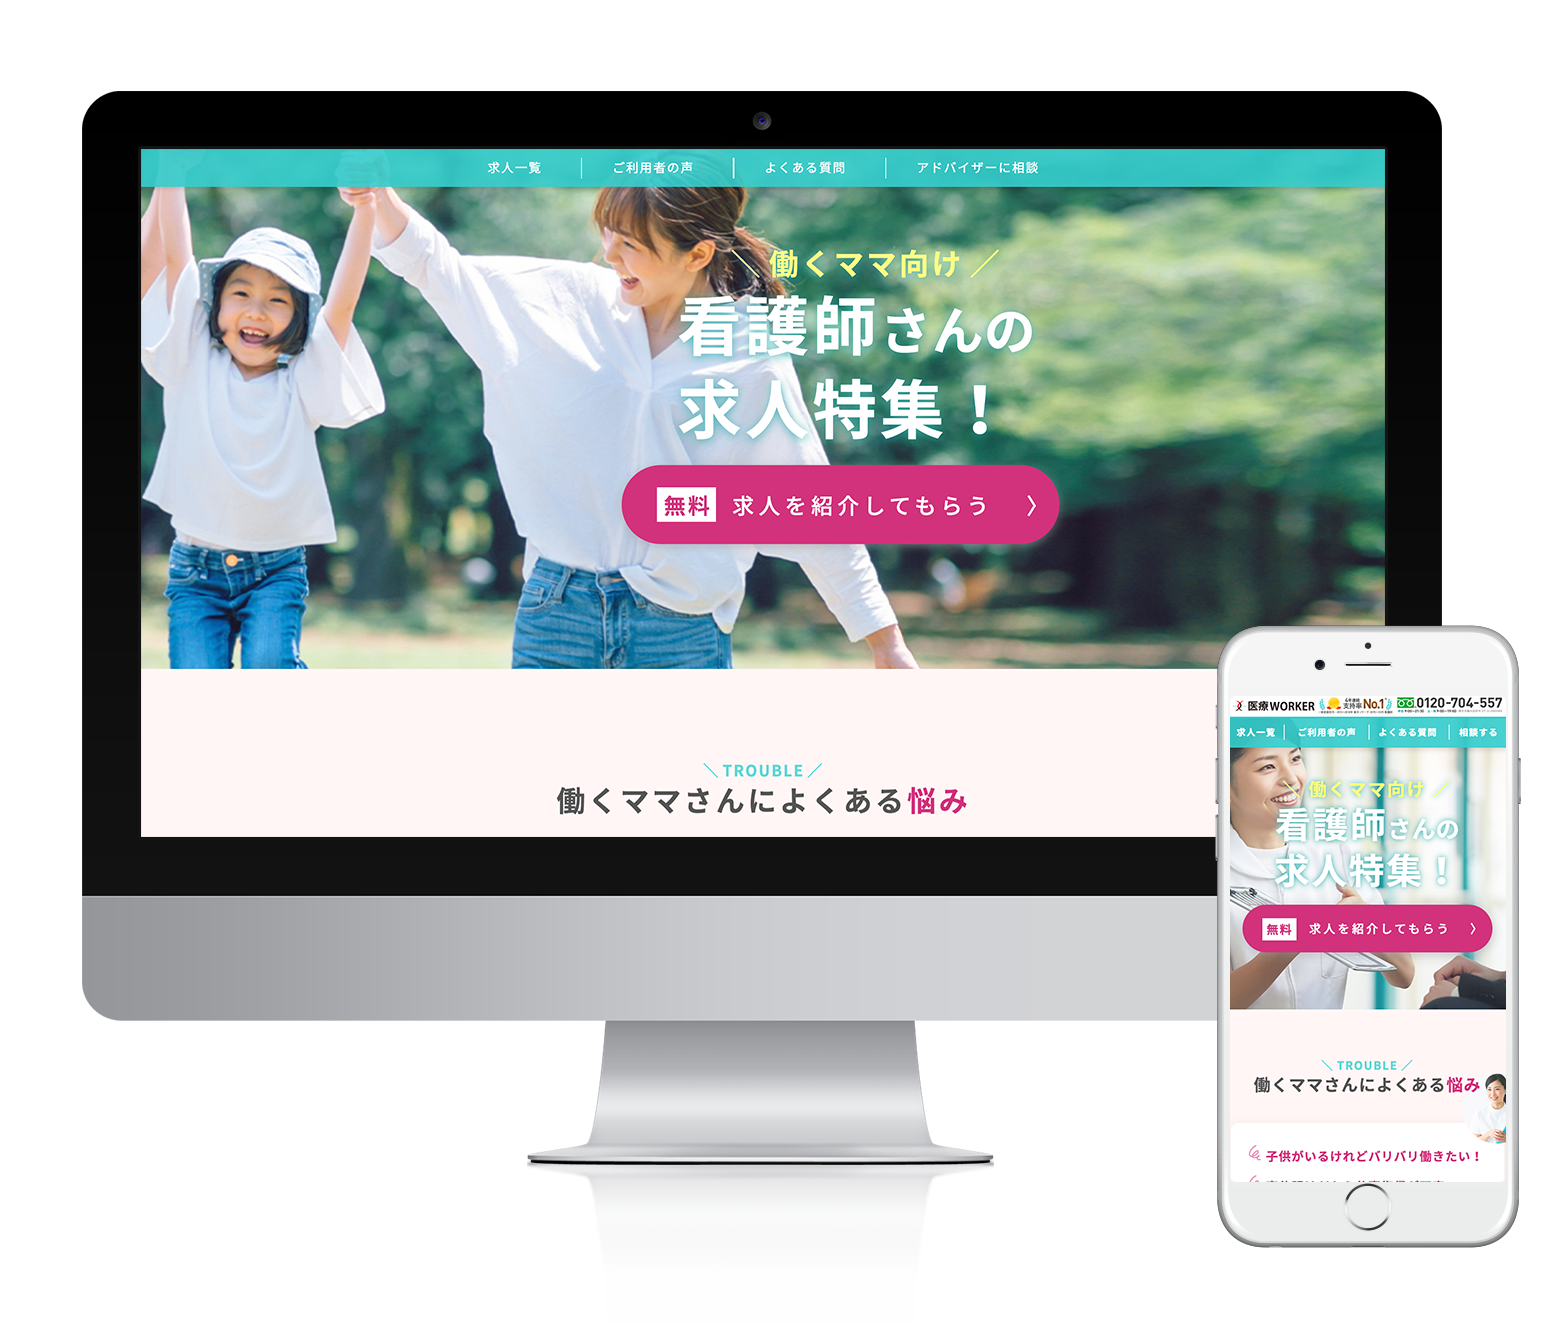 求人一覧 ご利用者の声 よくある質問 アドバイザーに相談
働くママ向け
看護師さんの
求人特集！
無料 求人を紹介してもらう
TROUBLE
働くママさんによくある悩み
医療WORKER 支持率 No.1 0120-704-557
求人一覧 ご利用者の声 よくある質問 相談する
働くママ向け
看護師さんの
求人特集！
無料 求人を紹介してもらう
TROUBLE
働くママさんによくある悩み
子供がいるけれどバリバリ働きたい！